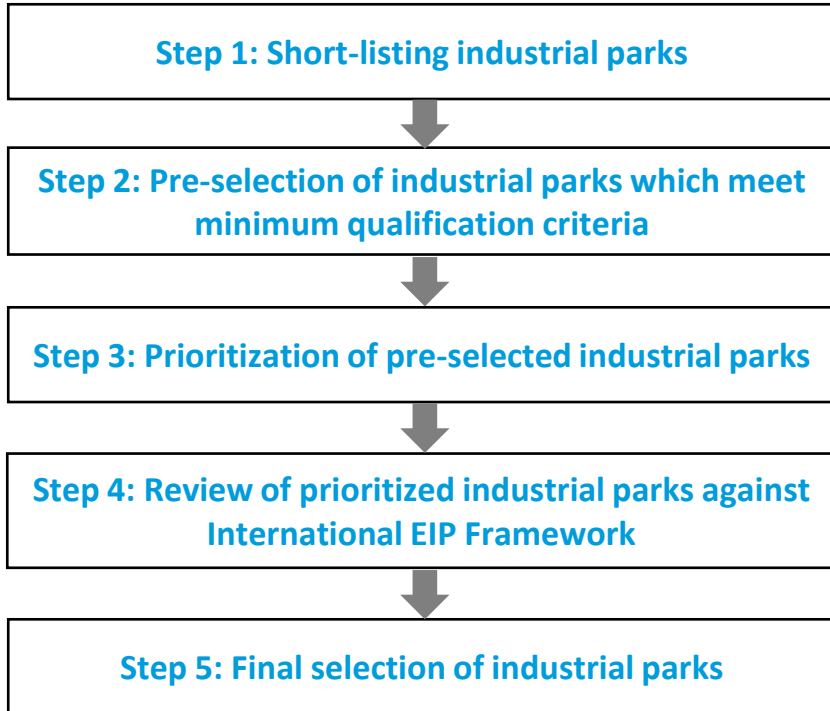 Step 1: Short-listing industrial parks
Step 2: Pre-selection of industrial parks which meet
minimum qualification criteria
Step 3: Prioritization of pre-selected industrial parks
Step 4: Review of prioritized industrial parks against
International EIP Framework
Step 5: Final selection of industrial parks